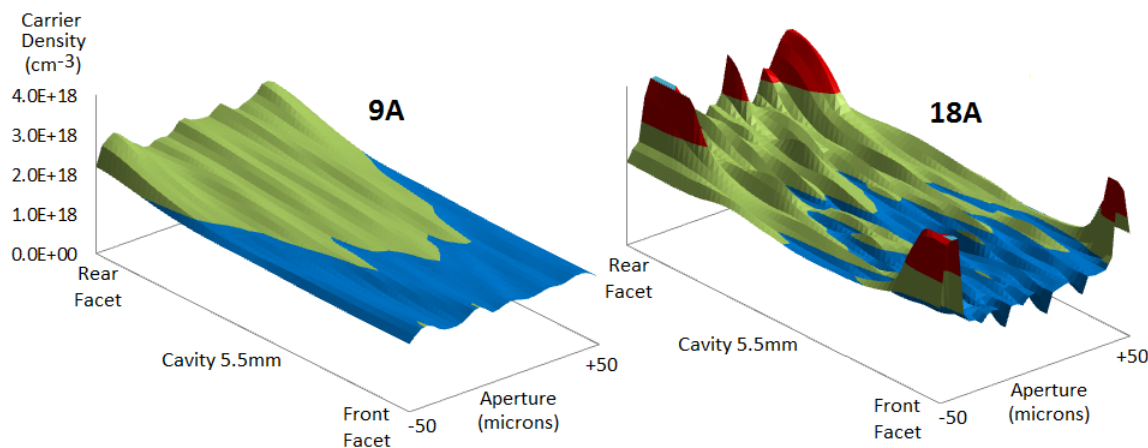 Carrier
Density
(cm-3)
4.0E+18
3.0E+18
2.0E+18
1.0E+18
0.0E+00
9A
Rear
Facet
Cavity 5.5mm
Front
Facet
-50
Aperture
(microns)
+50
18A
Rear
Facet
Cavity 5.5mm
Front
Facet
-50
Aperture
(microns)
+50